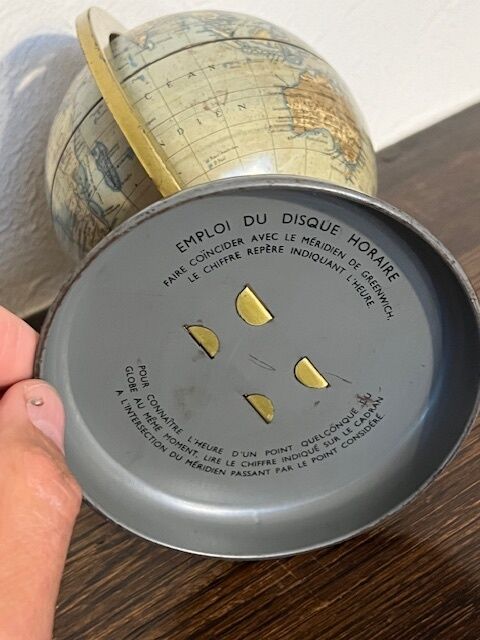 OCÉAN
INDIEN
EMPLOI DU DISQUE HORAIRE
FAIRE COÏNCIDER AVEC LE MÉRIDIEN DE GREENWICH,
LE CHIFFRE REPÈRE INDIQUANT L'HEURE
POUR CONNAÎTRE L'HEURE D'UN POINT QUELCONQUE DU
GLOBE AU MÊME MOMENT, LIRE LE CHIFFRE INDIQUÉ SUR LE CADRAN
A L'INTERSECTION DU MÉRIDIEN PASSANT PAR LE POINT CONSIDÉRÉ